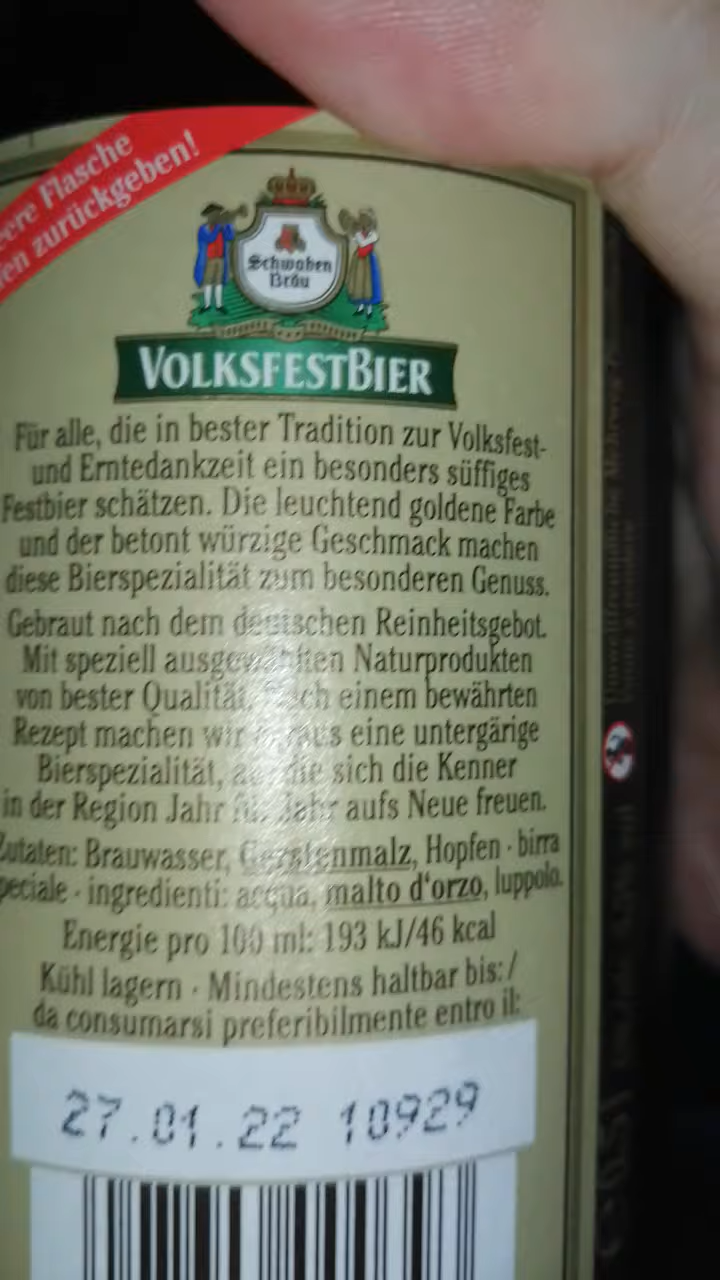 eere Flasche
en zurückgeben!
Schwaben
Bräu
VOLKSFESTBIER
Für alle, die in bester Tradition zur Volksfest-
und Erntedankzeit ein besonders süffiges
Festbier schätzen. Die leuchtend goldene Farbe
und der betont würzige Geschmack machen
diese Bierspezialität zum besonderen Genuss.
Gebraut nach dem deutschen Reinheitsgebot.
Mit speziell ausgewählten Naturprodukten
von bester Qualität. Nach einem bewährten
Rezept machen wir daraus eine untergärige
Bierspezialität, auf die sich die Kenner
in der Region Jahr für Jahr aufs Neue freuen.
Zutaten: Brauwasser, Gerstenmalz, Hopfen · birra
peciale · ingredienti: acqua, malto d'orzo, luppolo.
Energie pro 100 ml: 193 kJ/46 kcal
Kühl lagern · Mindestens haltbar bis:/
da consumarsi preferibilmente entro il:
27.01.22 10929